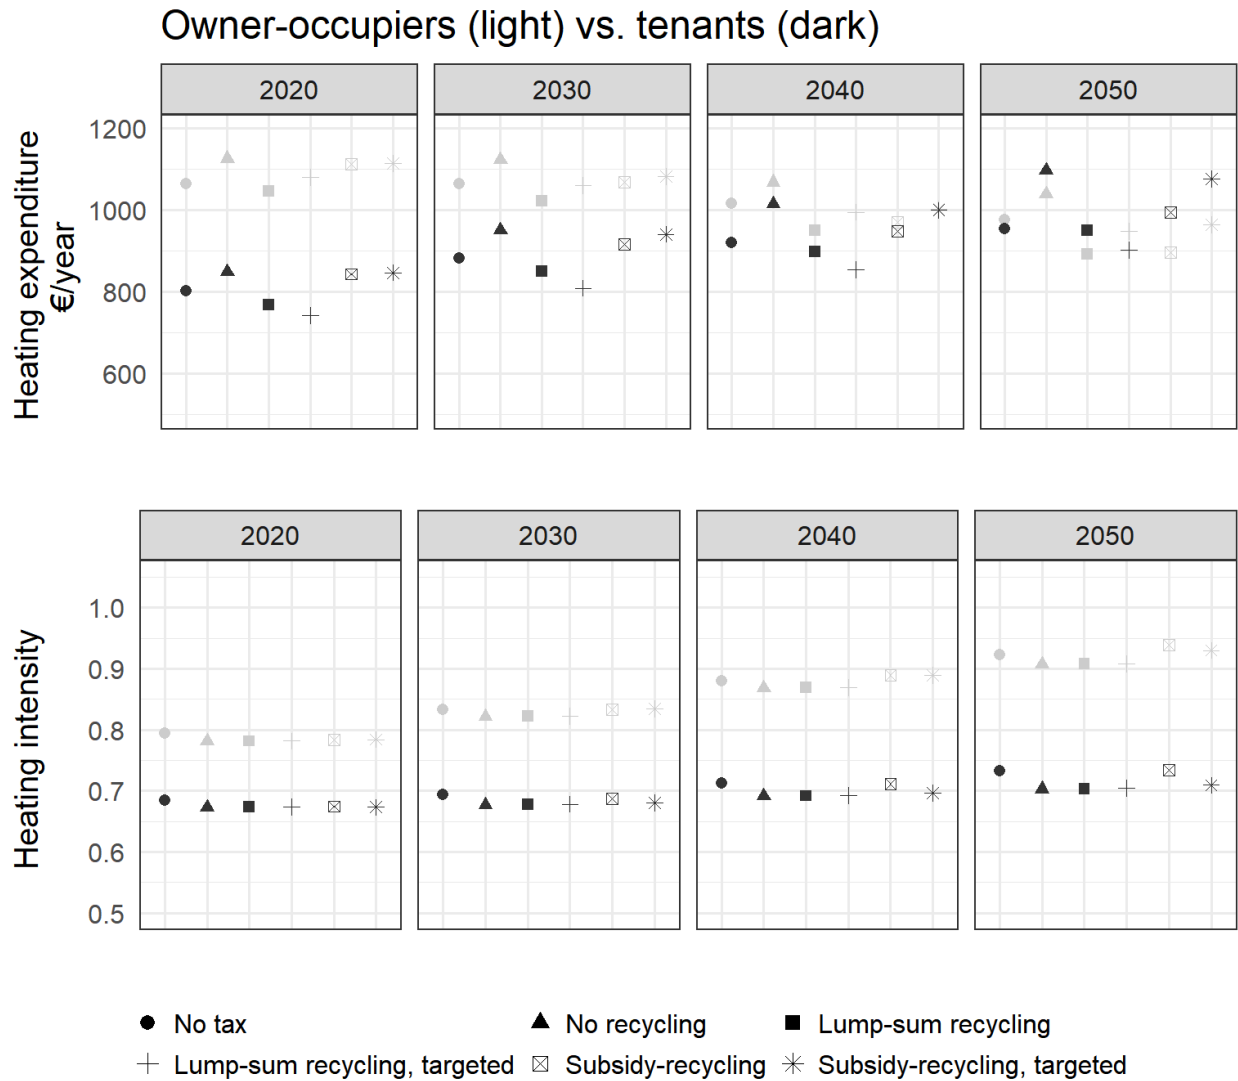 Owner-occupiers (light) vs. tenants (dark)
2020 2030 2040 2050
Heating expenditure
€/year
1200
1000
800
600
2020 2030 2040 2050
Heating intensity
1.0
0.9
0.8
0.7
0.6
0.5
No tax No recycling Lump-sum recycling
Lump-sum recycling, targeted Subsidy-recycling Subsidy-recycling, targeted